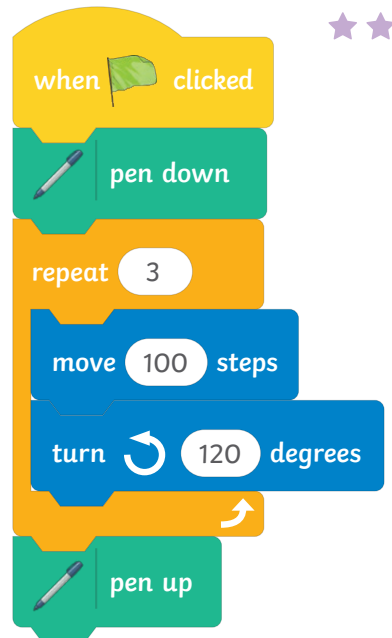 when clicked
pen down
repeat 3
move 100 steps
turn 120 degrees
pen up